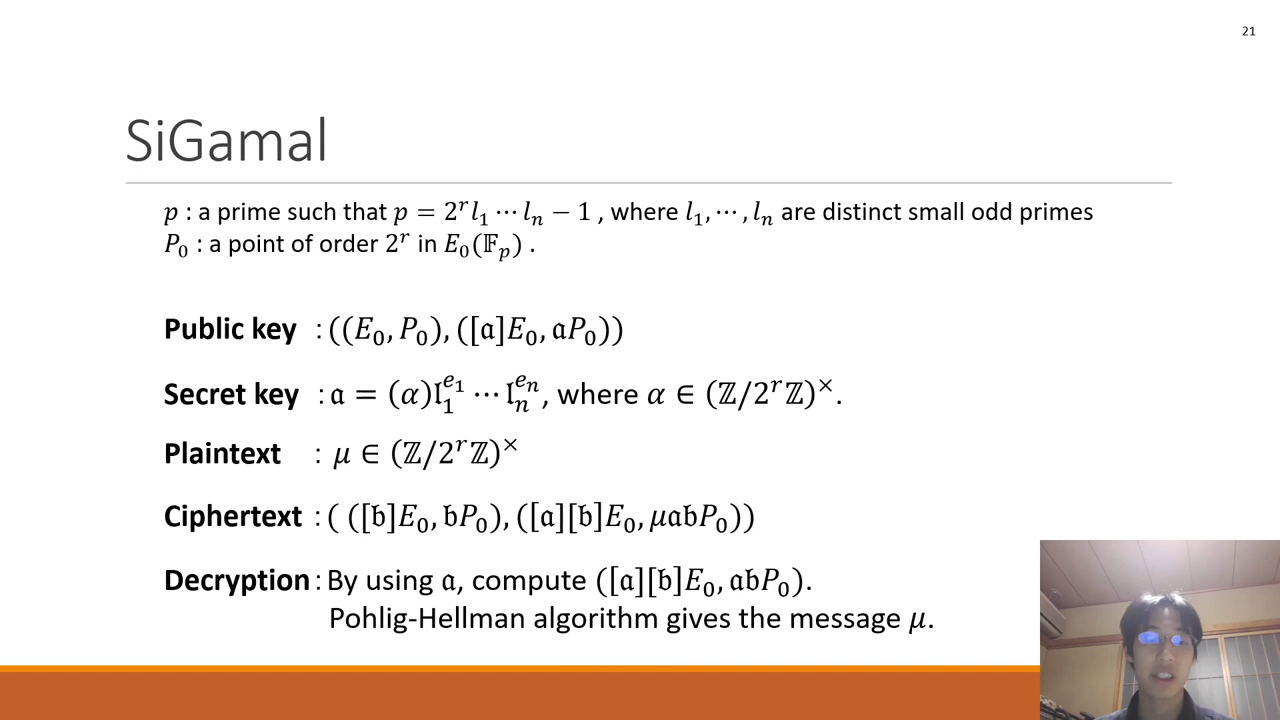 21
SiGamal
p : a prime such that p = 2^r l_1 ⋯ l_n − 1 , where l_1, ⋯ , l_n are distinct small odd primes
P_0 : a point of order 2^r in E_0(𝔽_p) .
Public key : ((E_0, P_0), ([𝔞]E_0, 𝔞P_0))
Secret key : 𝔞 = (α)𝔩_1^{e_1} ⋯ 𝔩_n^{e_n}, where α ∈ (ℤ/2^rℤ)^×.
Plaintext : μ ∈ (ℤ/2^rℤ)^×
Ciphertext : ( ([𝔟]E_0, 𝔟P_0), ([𝔞][𝔟]E_0, μ𝔞𝔟P_0))
Decryption : By using 𝔞, compute ([𝔞][𝔟]E_0, 𝔞𝔟P_0).
Pohlig-Hellman algorithm gives the message μ.